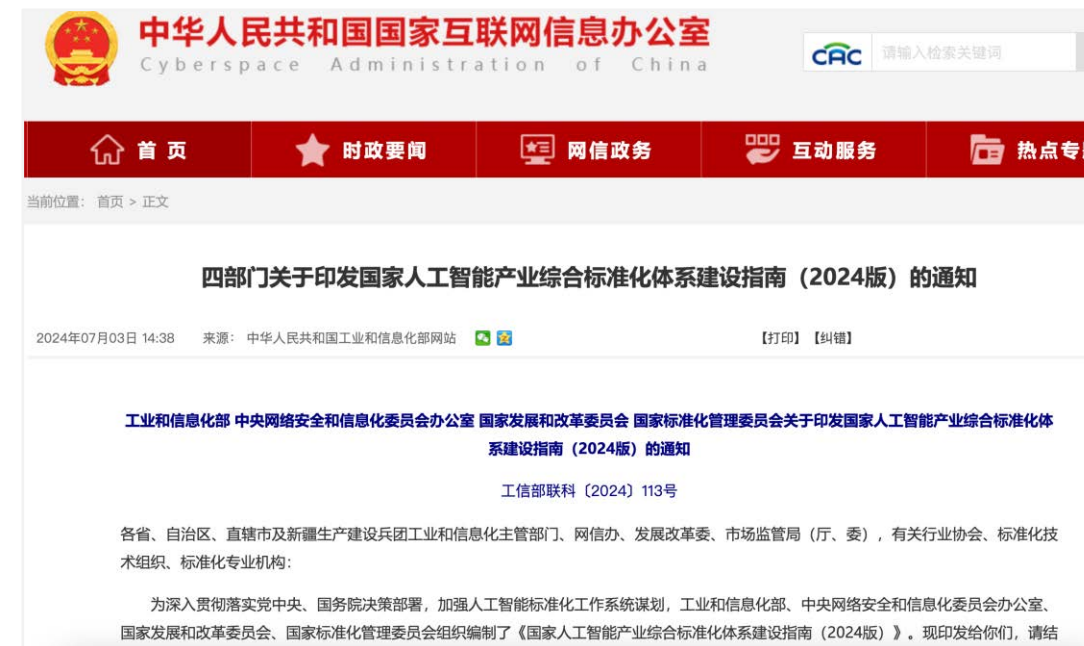 中华人民共和国国家互联网信息办公室
Cyberspace Administration of China
CAC
请输入检索关键词
首 页
时政要闻
网信政务
互动服务
热点专
当前位置： 首页 > 正文
四部门关于印发国家人工智能产业综合标准化体系建设指南（2024版）的通知
2024年07月03日 14:38 来源： 中华人民共和国工业和信息化部网站 【打印】【纠错】
工业和信息化部 中央网络安全和信息化委员会办公室 国家发展和改革委员会 国家标准化管理委员会关于印发国家人工智能产业综合标准化体
系建设指南（2024版）的通知
工信部联科〔2024〕113号
各省、自治区、直辖市及新疆生产建设兵团工业和信息化主管部门、网信办、发展改革委、市场监管局（厅、委），有关行业协会、标准化技
术组织、标准化专业机构：
为深入贯彻落实党中央、国务院决策部署，加强人工智能标准化工作系统谋划，工业和信息化部、中央网络安全和信息化委员会办公室、
国家发展和改革委员会、国家标准化管理委员会组织编制了《国家人工智能产业综合标准化体系建设指南（2024版）》。现印发给你们，请结